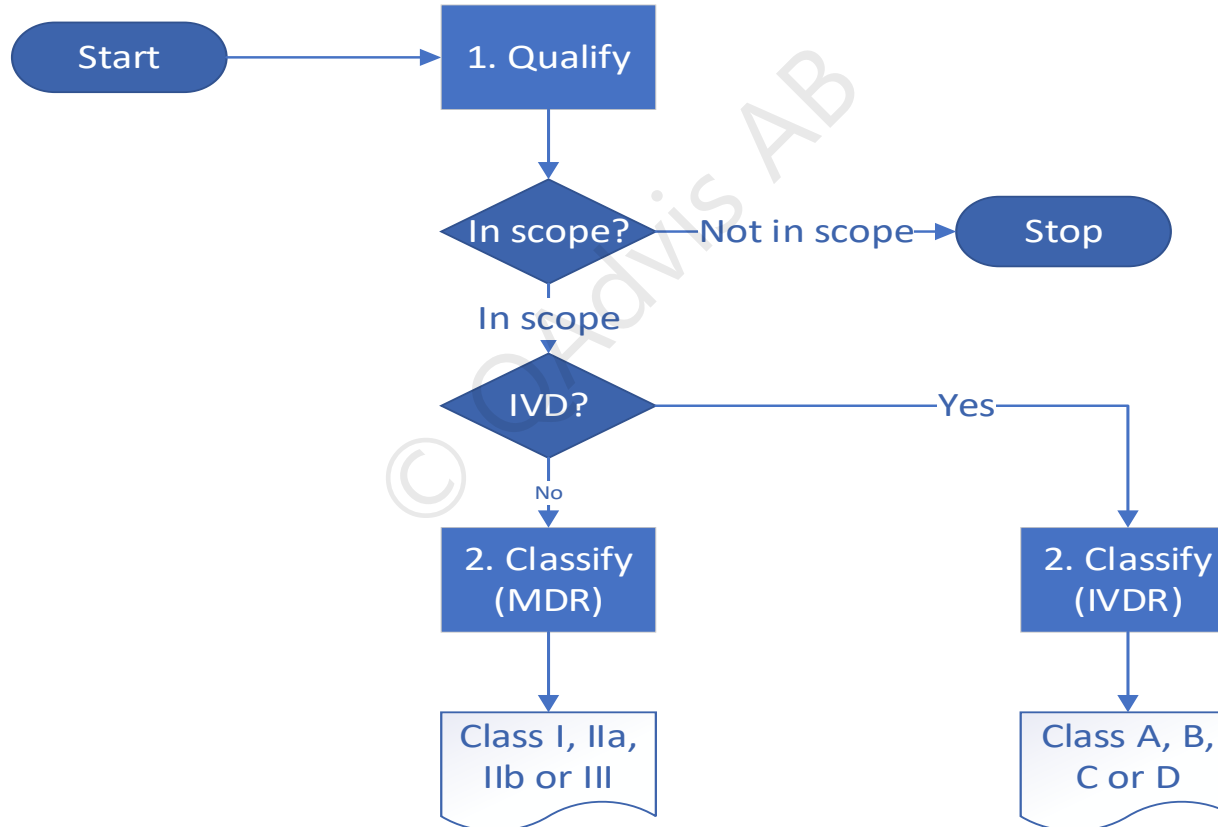 Start
1. Qualify
In scope?
Not in scope
Stop
In scope
IVD?
Yes
No
2. Classify
(MDR)
2. Classify
(IVDR)
Class I, IIa,
IIb or III
Class A, B,
C or D
© QAdvis AB